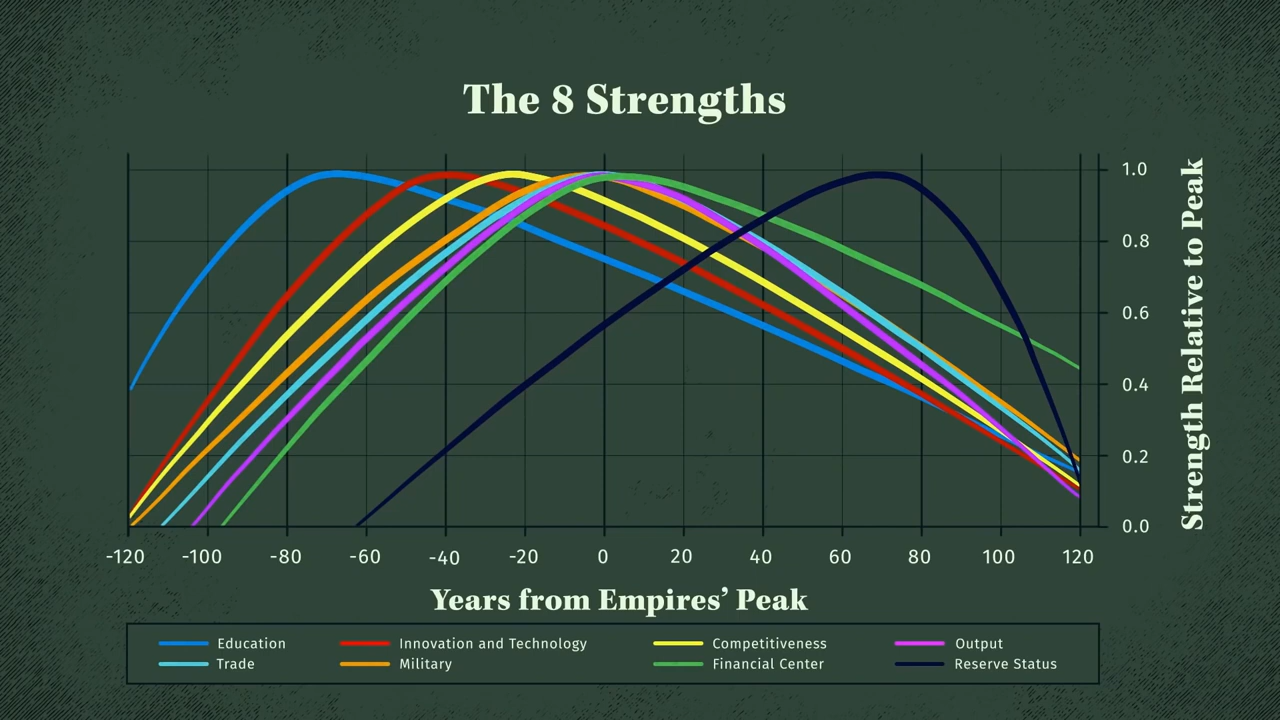 The 8 Strengths
1.0
0.8
0.6
0.4
0.2
0.0
Strength Relative to Peak
-120 -100 -80 -60 -40 -20 0 20 40 60 80 100 120
Years from Empires’ Peak
Education Innovation and Technology Competitiveness Output
Trade Military Financial Center Reserve Status